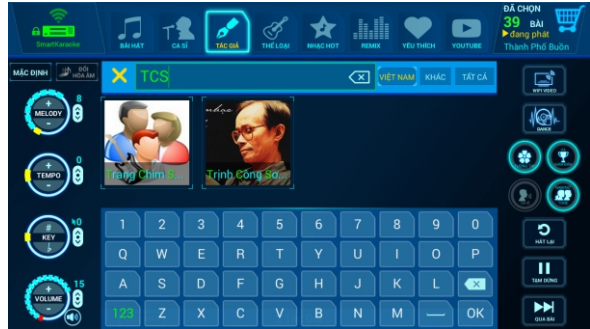 SmartKaraoke
BÀI HÁT
CA SĨ
TÁC GIẢ
THỂ LOẠI
NHẠC HOT
REMIX
YÊU THÍCH
YOUTUBE
ĐÃ CHỌN
39 BÀI
đang phát
Thành Phố Buồn
MẶC ĐỊNH
ĐỔI HÒA ÂM
X TCS
VIỆT NAM
KHÁC
TẤT CẢ
MELODY
8
TEMPO
0
KEY
0
VOLUME
15
Trang Chim S...
nhạc
Trịnh Công So...
1 2 3 4 5 6 7 8 9 0
Q W E R T Y U I O P
A S D F G H J K L
123 Z X C V B N M OK
WIFI VIDEO
DANCE
HÁT LẠI
TẠM DỪNG
QUA BÀI